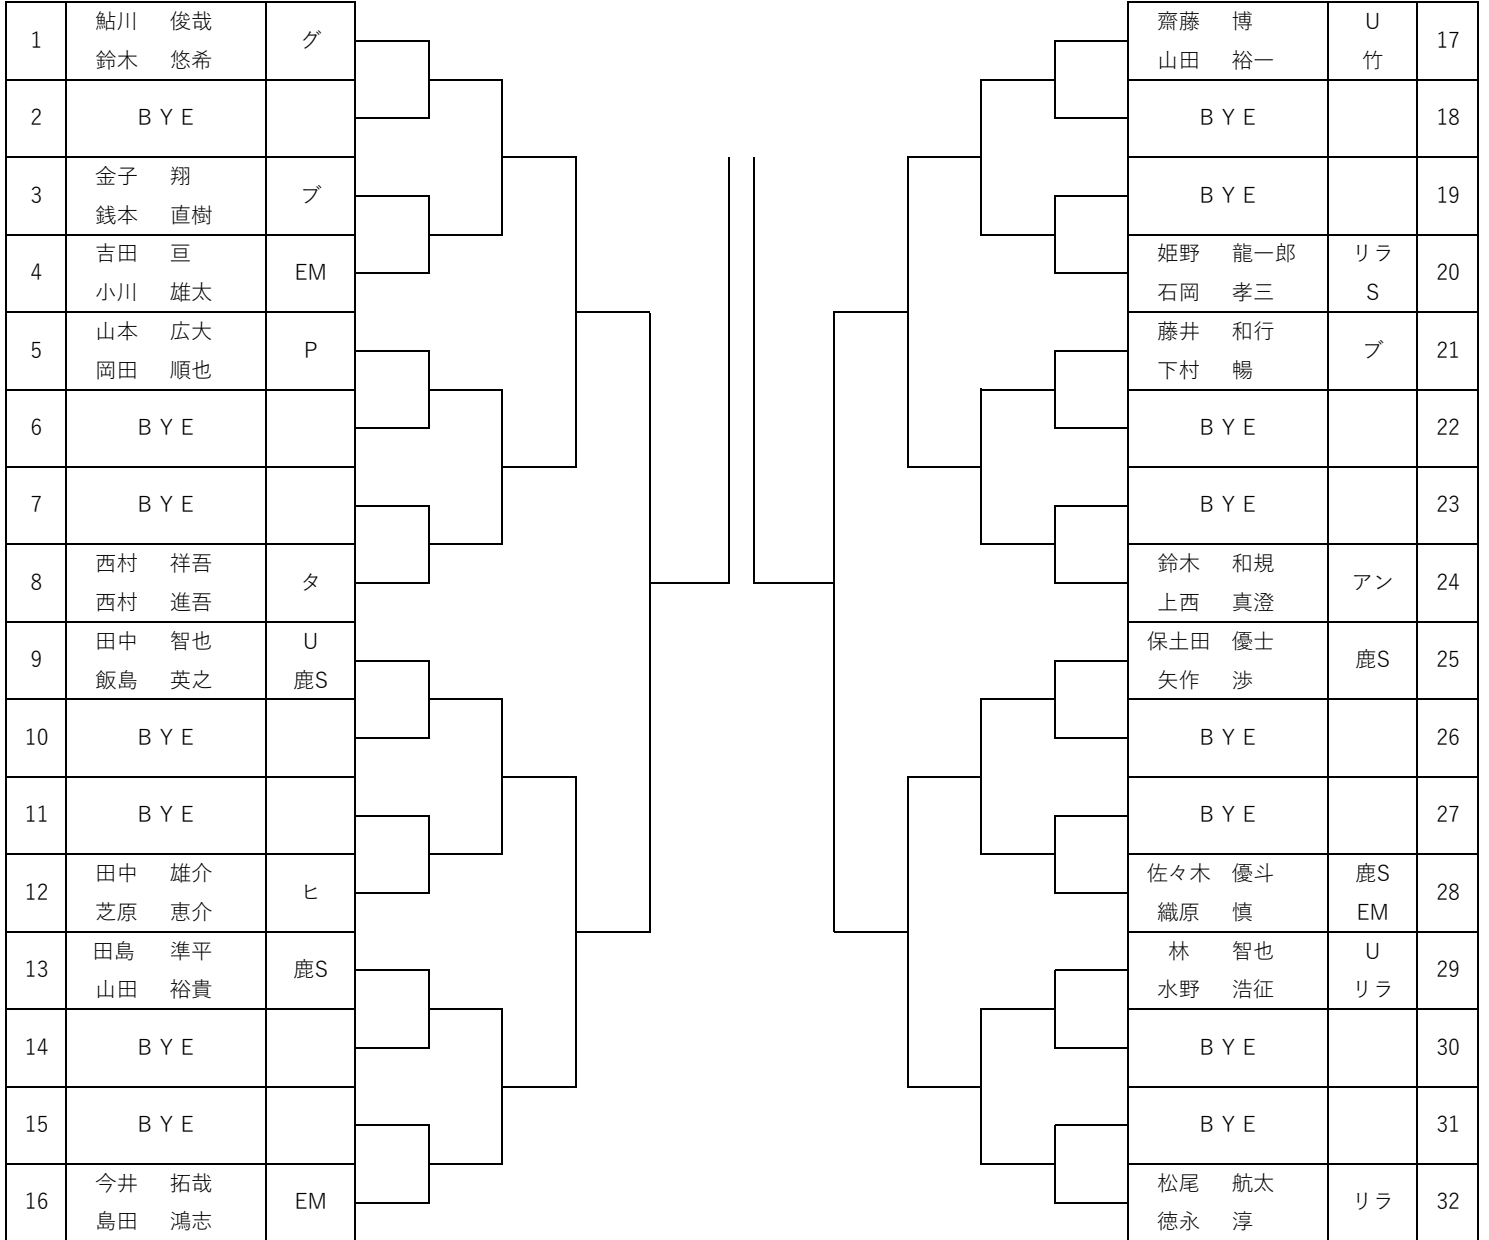 1 鮎川 俊哉 グ
鈴木 悠希
2 ＢＹＥ
3 金子 翔 ブ
銭本 直樹
4 吉田 亘 EM
小川 雄太
5 山本 広大 P
岡田 順也
6 ＢＹＥ
7 ＢＹＥ
8 西村 祥吾 タ
西村 進吾
9 田中 智也 U
飯島 英之 鹿S
10 ＢＹＥ
11 ＢＹＥ
12 田中 雄介 ヒ
芝原 恵介
13 田島 準平 鹿S
山田 裕貴
14 ＢＹＥ
15 ＢＹＥ
16 今井 拓哉 EM
島田 鴻志
齋藤 博 U 17
山田 裕一 竹
ＢＹＥ 18
ＢＹＥ 19
姫野 龍一郎 リラ 20
石岡 孝三 S
藤井 和行 ブ 21
下村 暢
ＢＹＥ 22
ＢＹＥ 23
鈴木 和規 アン 24
上西 真澄
保土田 優士 鹿S 25
矢作 渉
ＢＹＥ 26
ＢＹＥ 27
佐々木 優斗 鹿S 28
織原 慎 EM
林 智也 U 29
水野 浩征 リラ
ＢＹＥ 30
ＢＹＥ 31
松尾 航太 リラ 32
徳永 淳